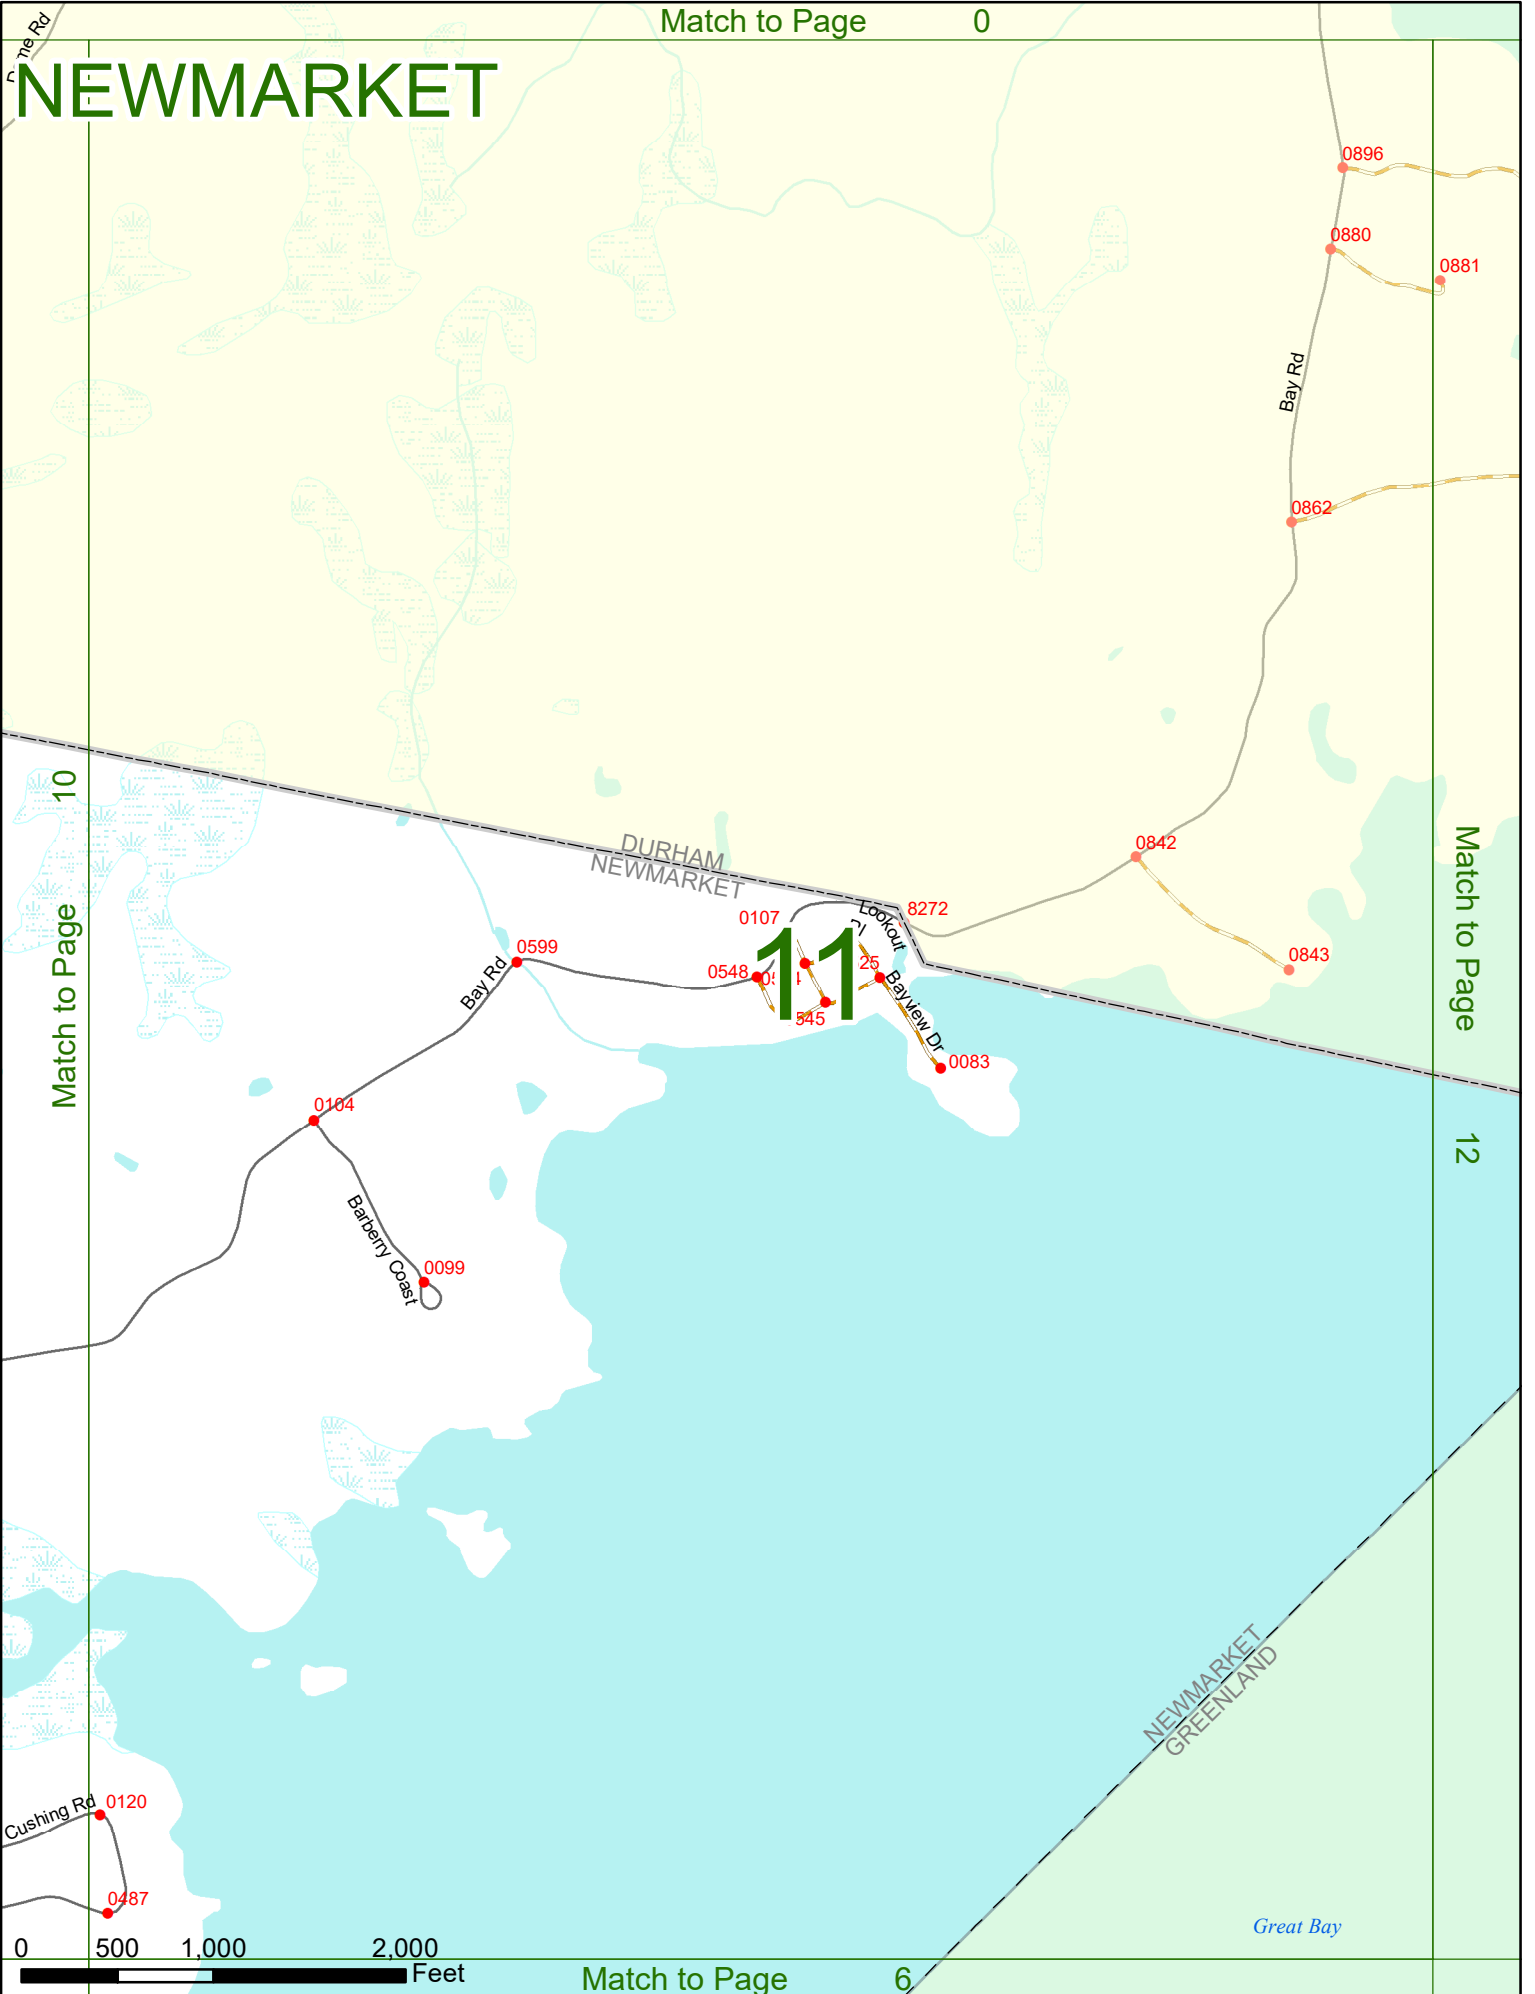 Match to Page 0
NEWMARKET
0896
0880
0881
Bay Rd
0862
10
Match to Page
DURHAM
NEWMARKET
0842
Match to Page
12
0107
Lookout
8272
0599
0548
11
25
545
0843
Bay Rd
Bayview Dr
0083
0104
Barberry Coast
0099
NEWMARKET
GREENLAND
Cushing Rd
0120
0487
Great Bay
0 500 1,000 2,000
Feet
Match to Page 6